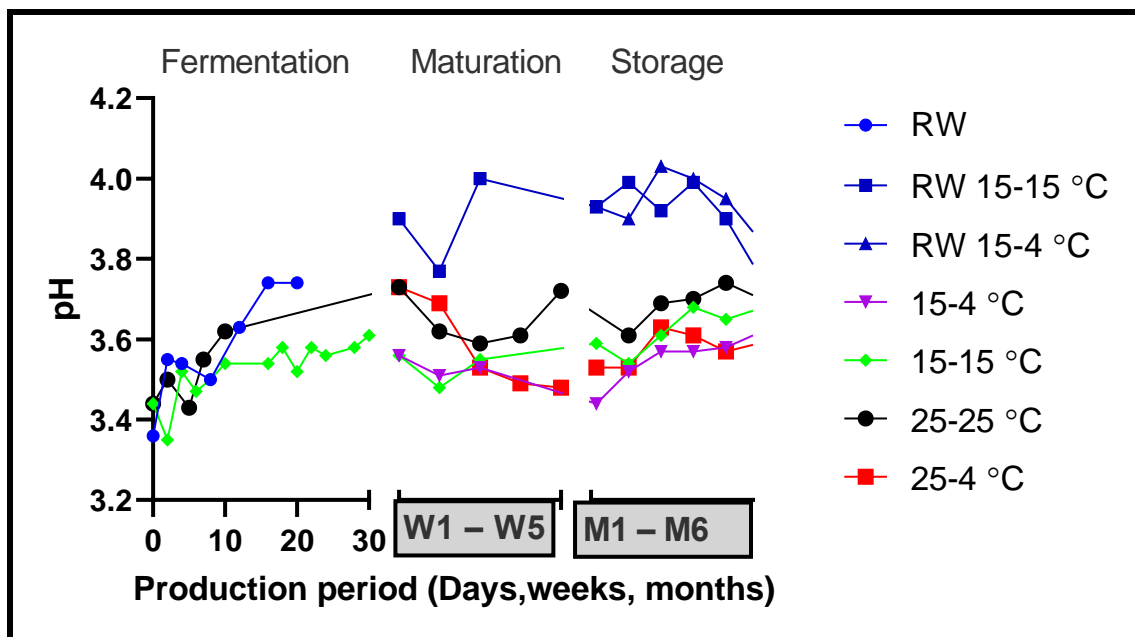 Fermentation Maturation Storage
4.2
4.0
3.8
3.6
3.4
3.2
pH
0 10 20 30
W1 – W5
M1 – M6
Production period (Days,weeks, months)
RW
RW 15-15 °C
RW 15-4 °C
15-4 °C
15-15 °C
25-25 °C
25-4 °C